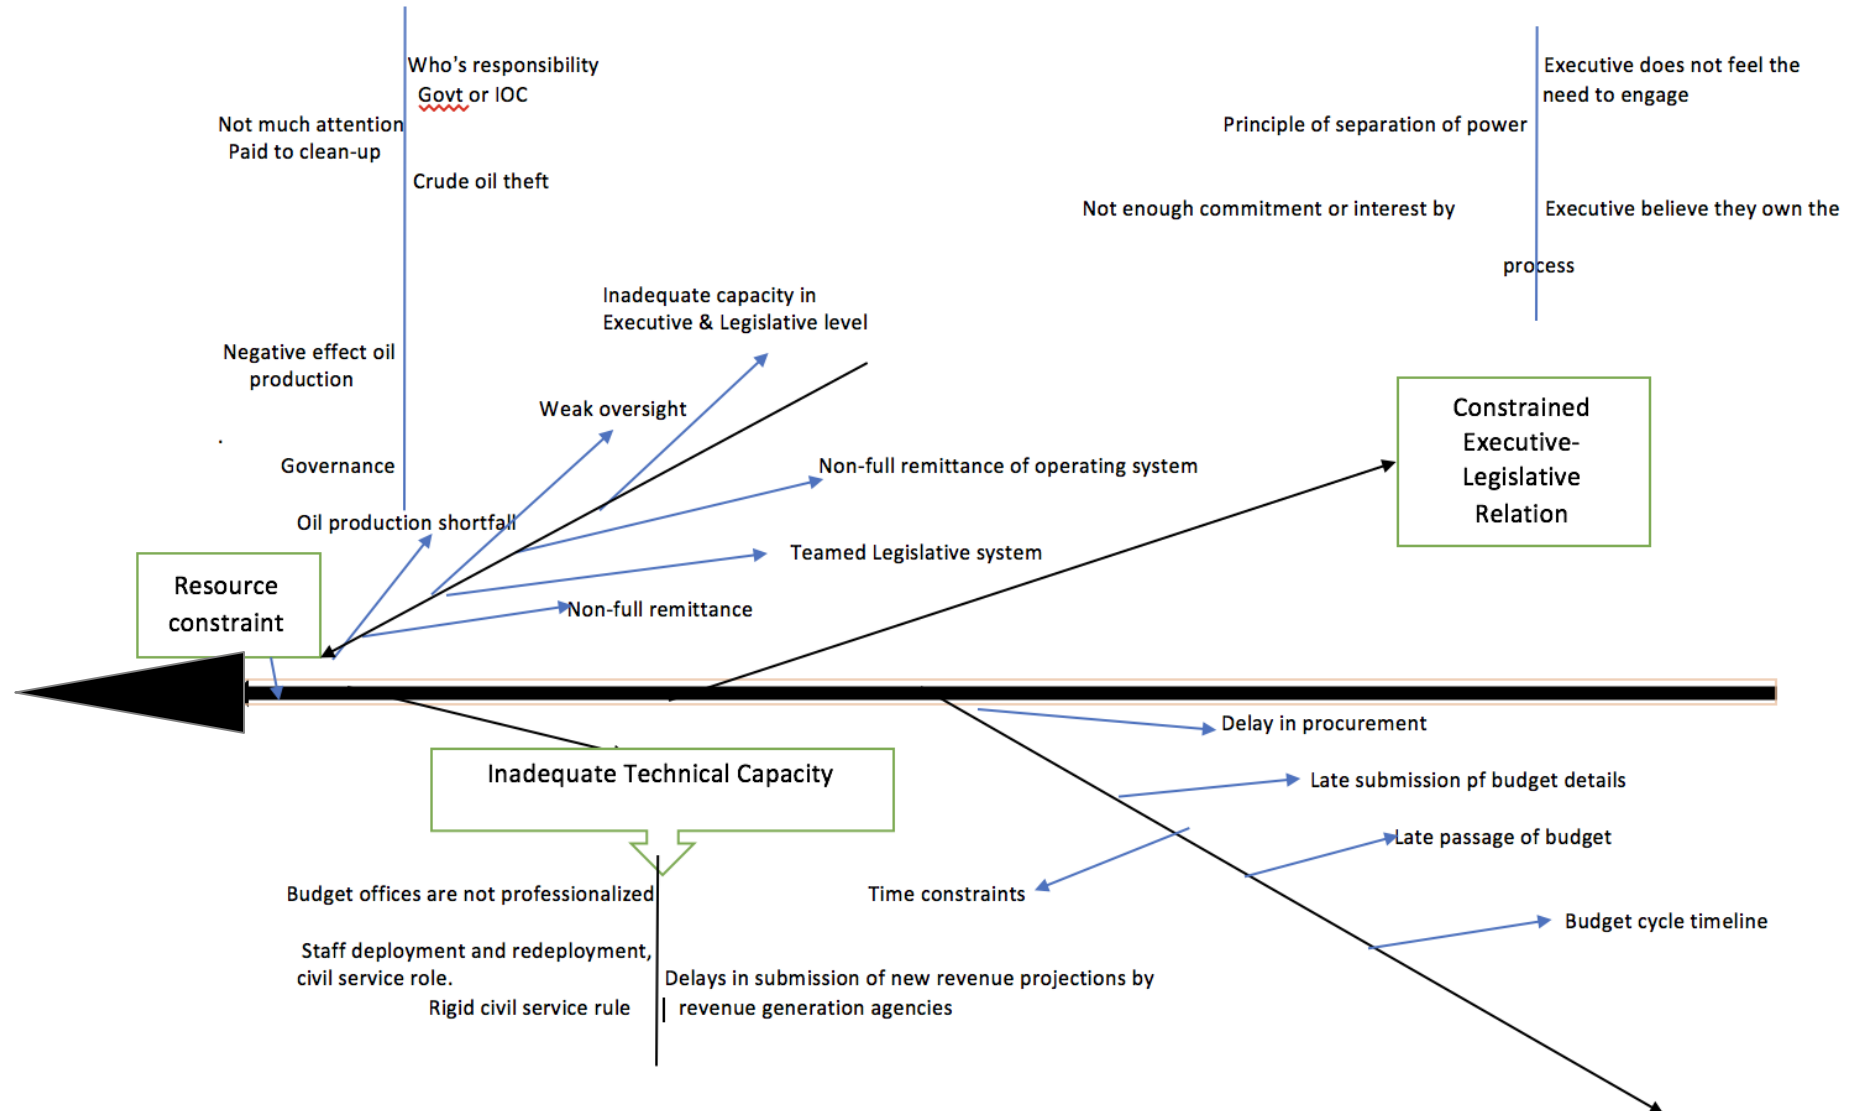 Who's responsibility
Govt or IOC
Not much attention
Paid to clean-up
Crude oil theft
Negative effect oil
production
.
Governance
Oil production shortfall
Resource
constraint
Inadequate capacity in
Executive & Legislative level
Weak oversight
Non-full remittance of operating system
Teamed Legislative system
Non-full remittance
Executive does not feel the
need to engage
Principle of separation of power
Not enough commitment or interest by
Executive believe they own the
process
Constrained
Executive-
Legislative
Relation
Inadequate Technical Capacity
Budget offices are not professionalized
Staff deployment and redeployment,
civil service role.
Rigid civil service rule
Delays in submission of new revenue projections by
revenue generation agencies
Delay in procurement
Late submission pf budget details
Late passage of budget
Time constraints
Budget cycle timeline